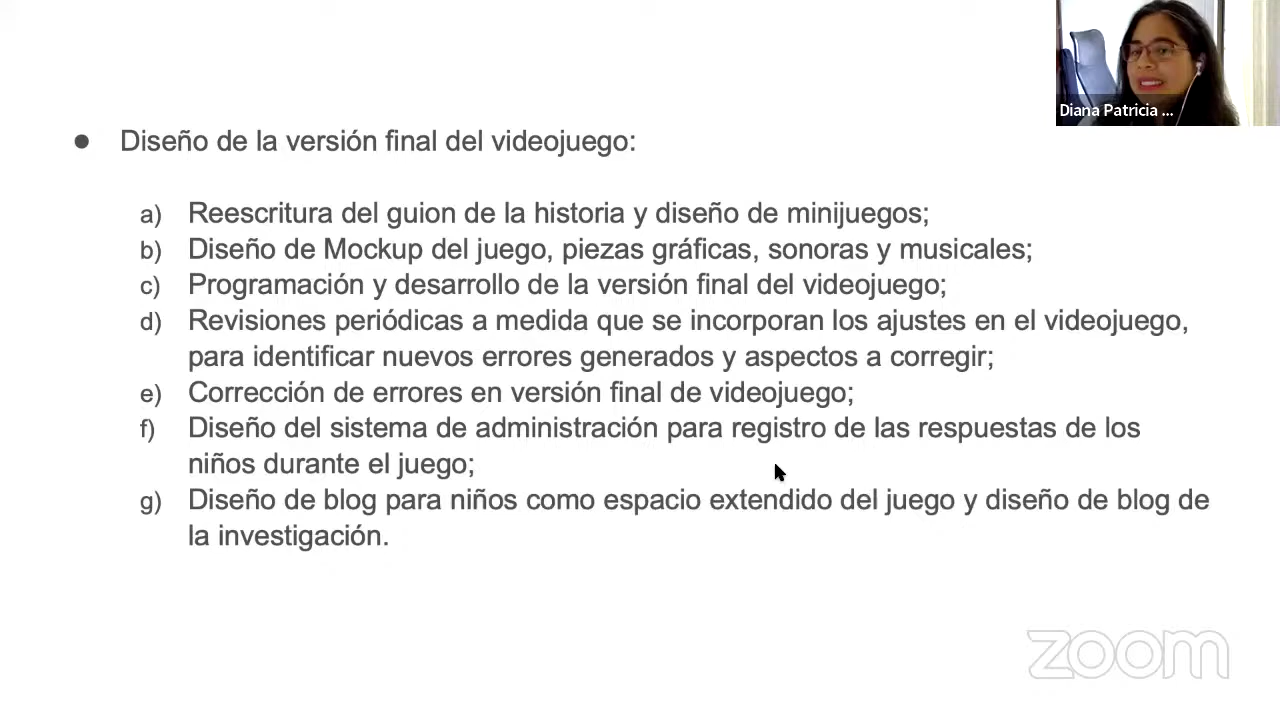 Diana Patricia ...
● Diseño de la versión final del videojuego:
a) Reescritura del guion de la historia y diseño de minijuegos;
b) Diseño de Mockup del juego, piezas gráficas, sonoras y musicales;
c) Programación y desarrollo de la versión final del videojuego;
d) Revisiones periódicas a medida que se incorporan los ajustes en el videojuego,
para identificar nuevos errores generados y aspectos a corregir;
e) Corrección de errores en versión final de videojuego;
f) Diseño del sistema de administración para registro de las respuestas de los
niños durante el juego;
g) Diseño de blog para niños como espacio extendido del juego y diseño de blog de
la investigación.
zoom